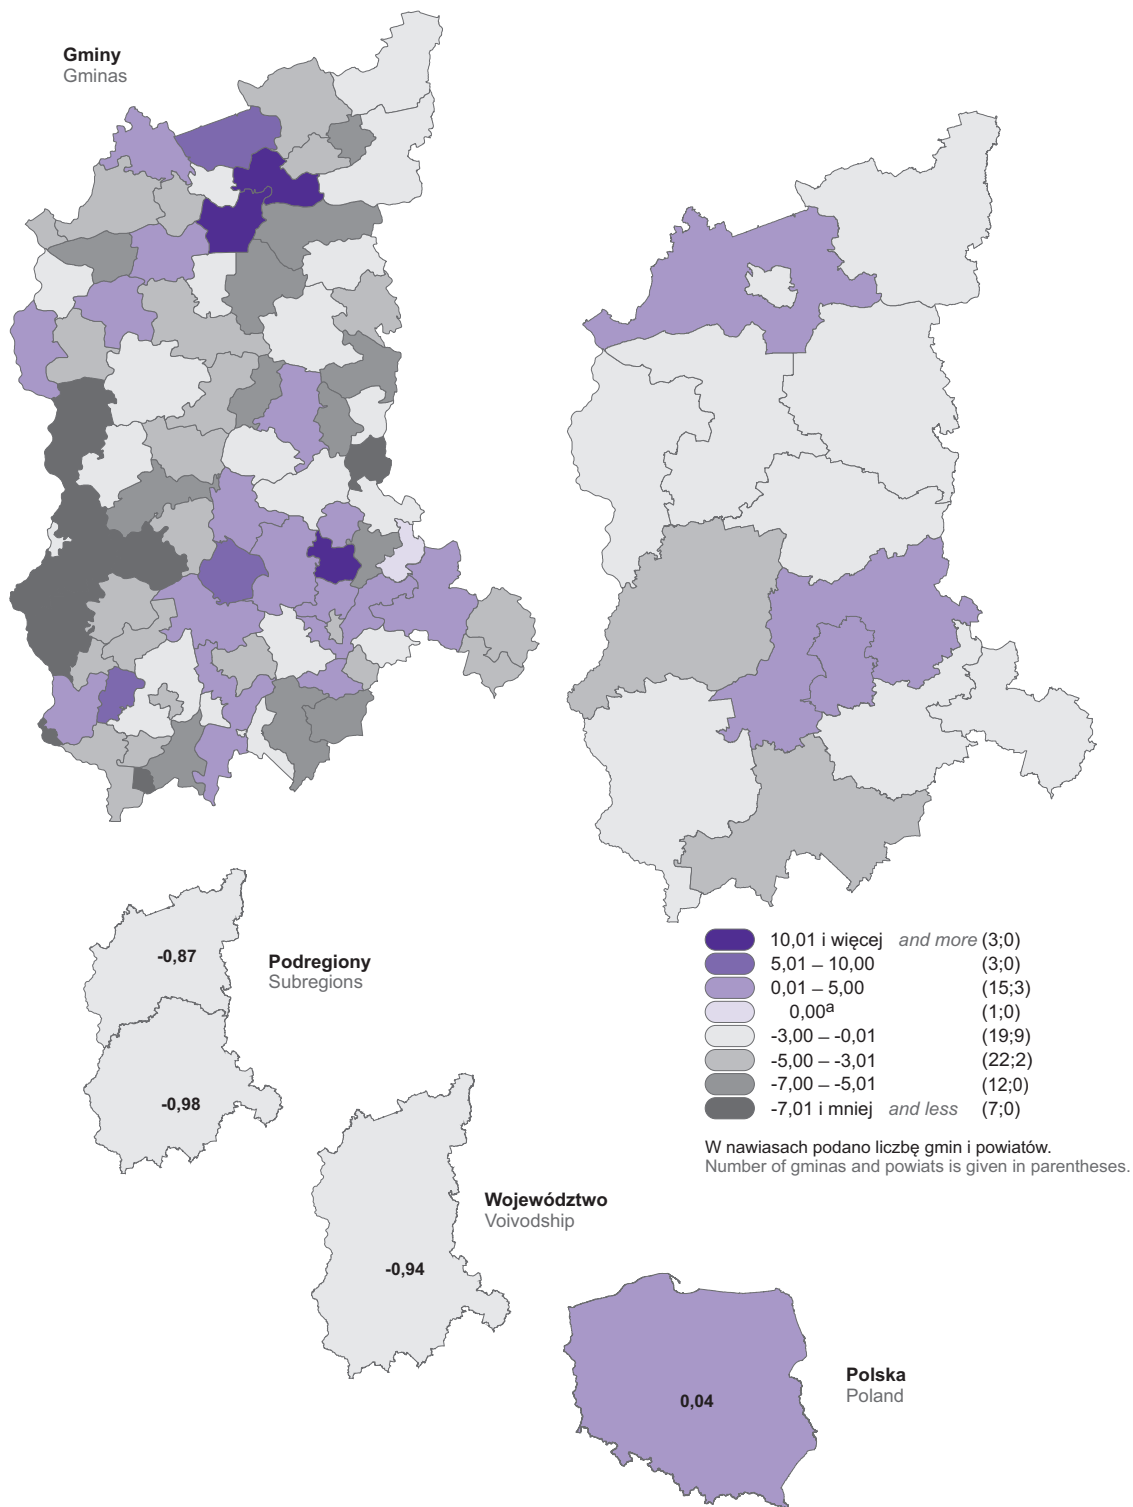 Gminy
Gminas
-0,87
Podregiony
Subregions
-0,98
10,01 i więcej and more (3;0)
5,01 – 10,00 (3;0)
0,01 – 5,00 (15;3)
0,00a (1;0)
-3,00 – -0,01 (19;9)
-5,00 – -3,01 (22;2)
-7,00 – -5,01 (12;0)
-7,01 i mniej and less (7;0)
W nawiasach podano liczbę gmin i powiatów.
Number of gminas and powiats is given in parentheses.
Województwo
Voivodship
-0,94
Polska
Poland
0,04